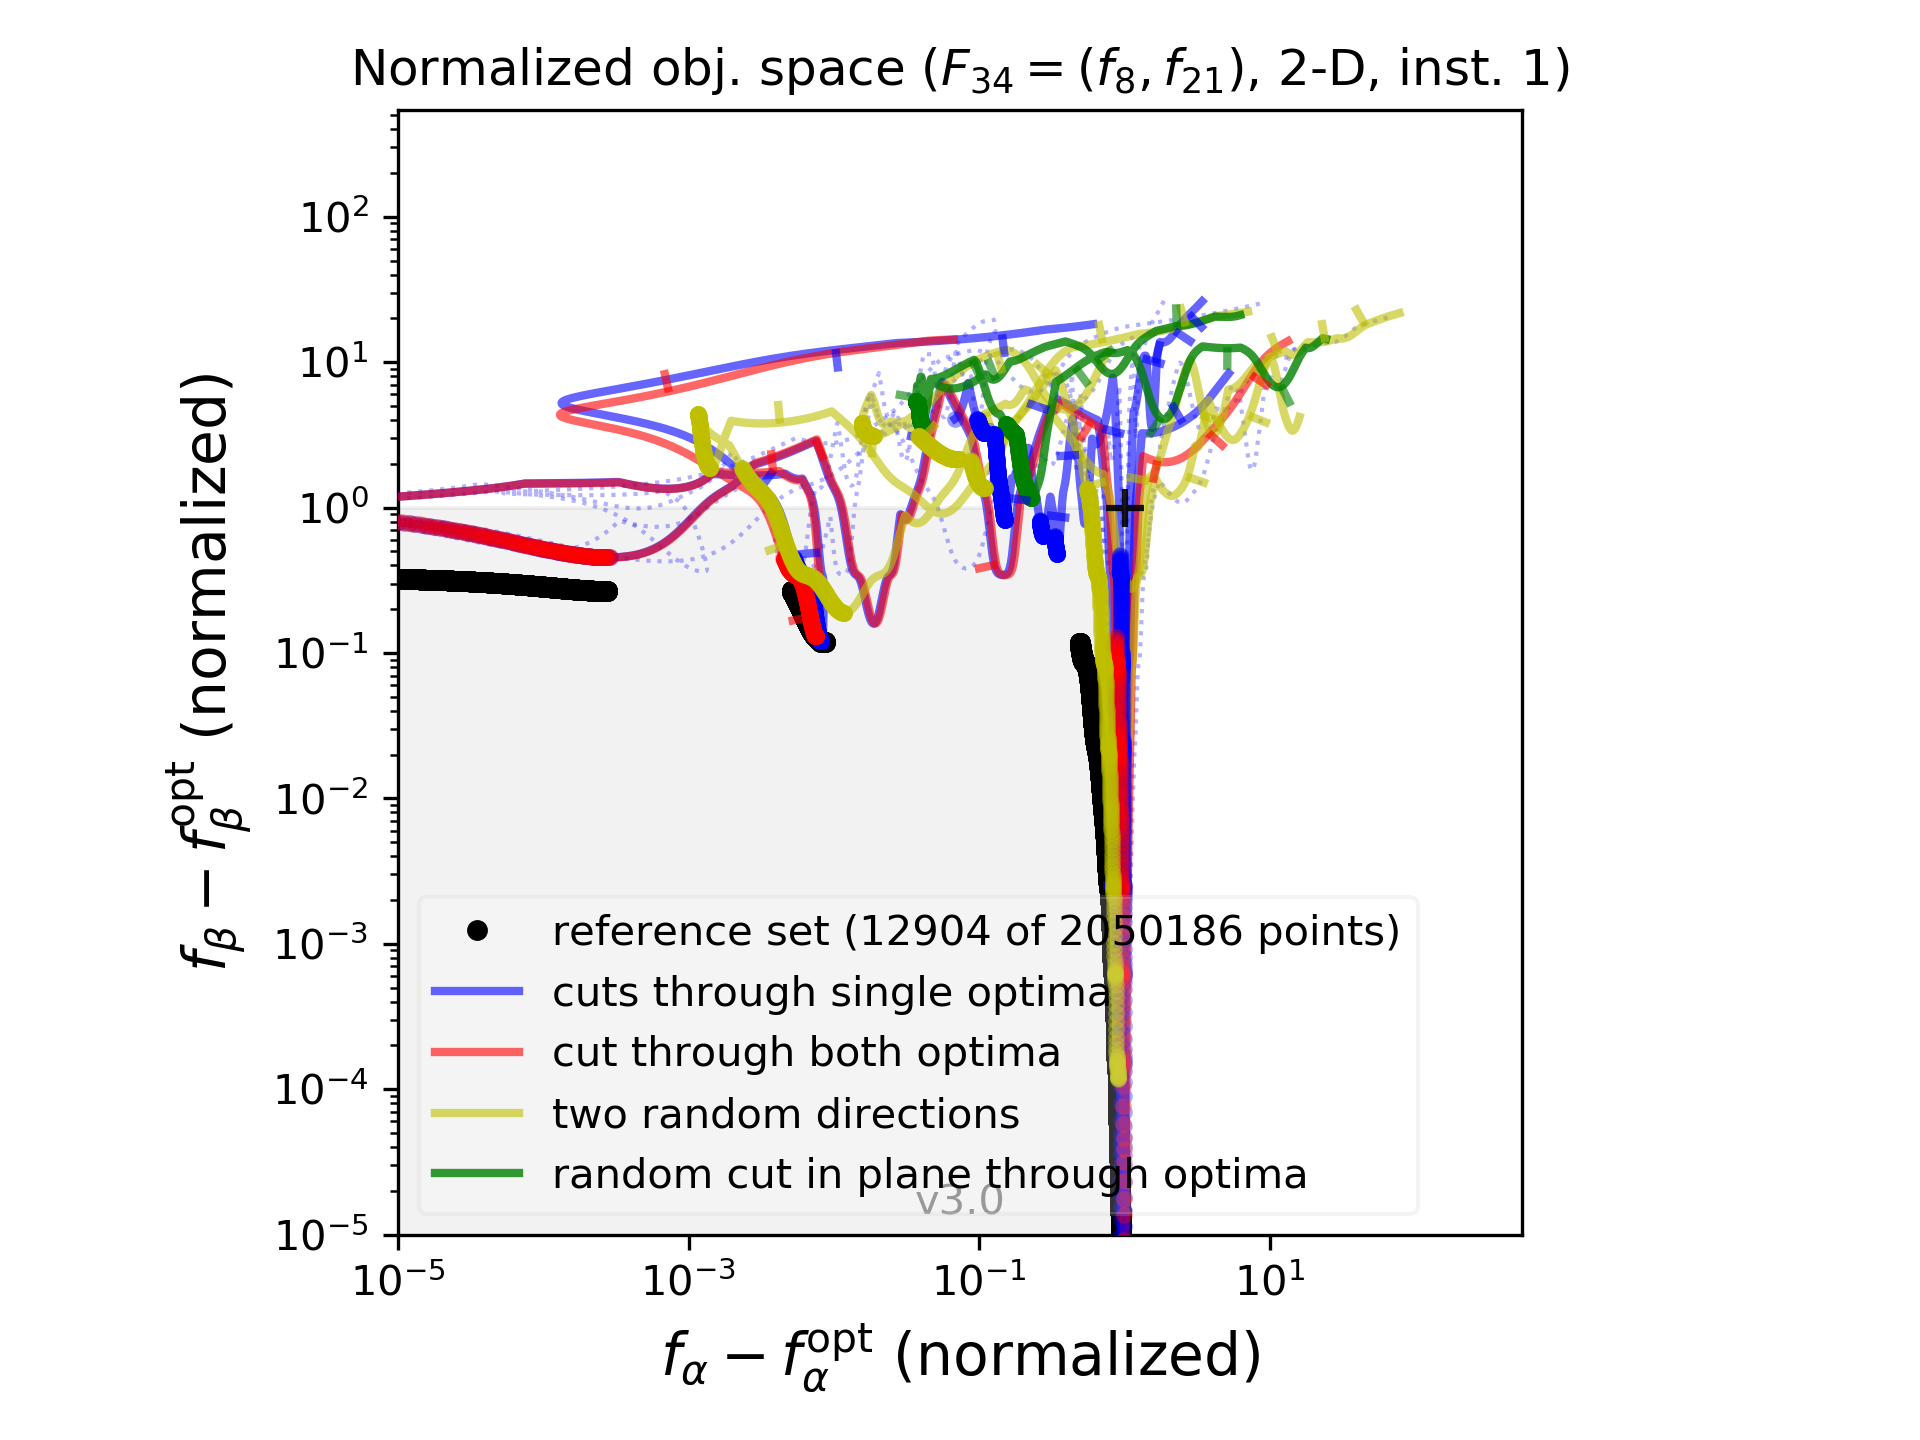 Normalized obj. space (F₃₄ = (f₈, f₂₁), 2-D, inst. 1)
10²
10¹
10⁰
10⁻¹
10⁻²
10⁻³
10⁻⁴
10⁻⁵
f_β − f_β^opt (normalized)
reference set (12904 of 2050186 points)
cuts through single optima
cut through both optima
two random directions
random cut in plane through optima
v3.0
10⁻⁵ 10⁻³ 10⁻¹ 10¹
f_α − f_α^opt (normalized)